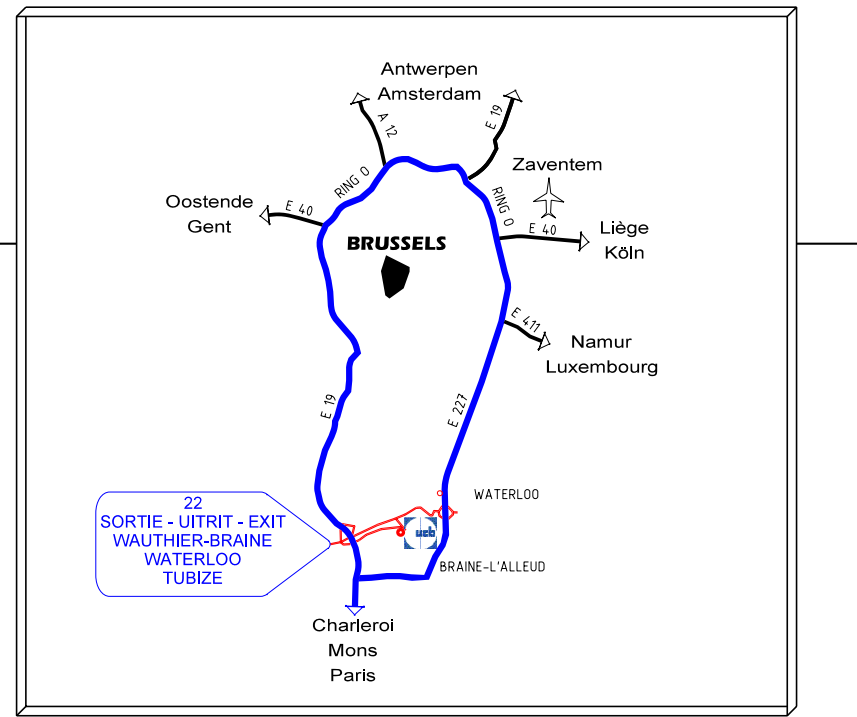 Antwerpen
Amsterdam
A 12
E 19
Zaventem
RING 0
RING 0
Oostende
Gent
E 40
E 40
Liège
Köln
BRUSSELS
E 411
Namur
Luxembourg
E 19
E 227
WATERLOO
22
SORTIE - UITRIT - EXIT
WAUTHIER-BRAINE
WATERLOO
TUBIZE
ucb
BRAINE-L'ALLEUD
Charleroi
Mons
Paris